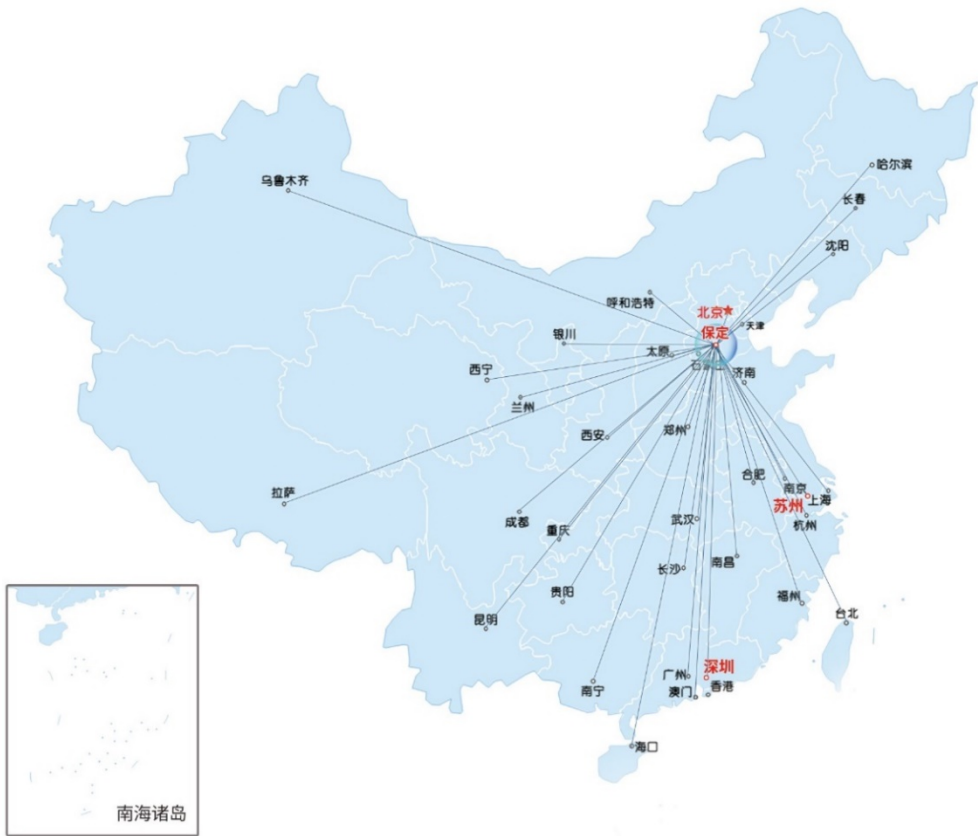 哈尔滨
乌鲁木齐
长春
沈阳
呼和浩特
北京
天津
保定
银川
太原
西宁
济南
兰州
郑州
西安
合肥
南京
拉萨
上海
苏州
成都
武汉
杭州
重庆
南昌
长沙
贵阳
福州
台北
昆明
深圳
广州
南宁
澳门
香港
海口
南海诸岛